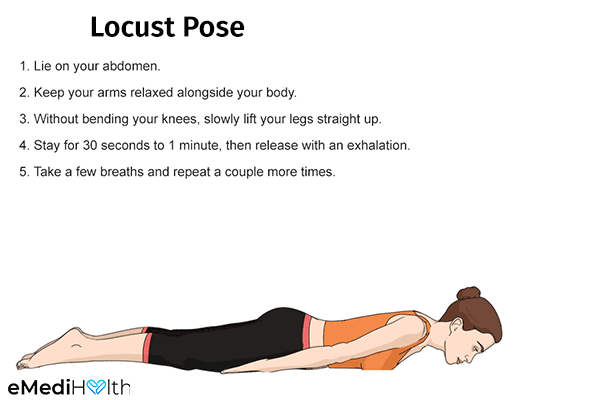 Locust Pose
1. Lie on your abdomen.
2. Keep your arms relaxed alongside your body.
3. Without bending your knees, slowly lift your legs straight up.
4. Stay for 30 seconds to 1 minute, then release with an exhalation.
5. Take a few breaths and repeat a couple more times.
eMediHealth